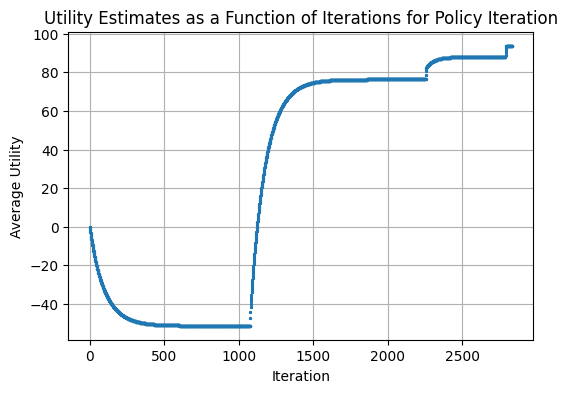 Utility Estimates as a Function of Iterations for Policy Iteration
100
80
60
40
20
0
−20
−40
Average Utility
0 500 1000 1500 2000 2500
Iteration